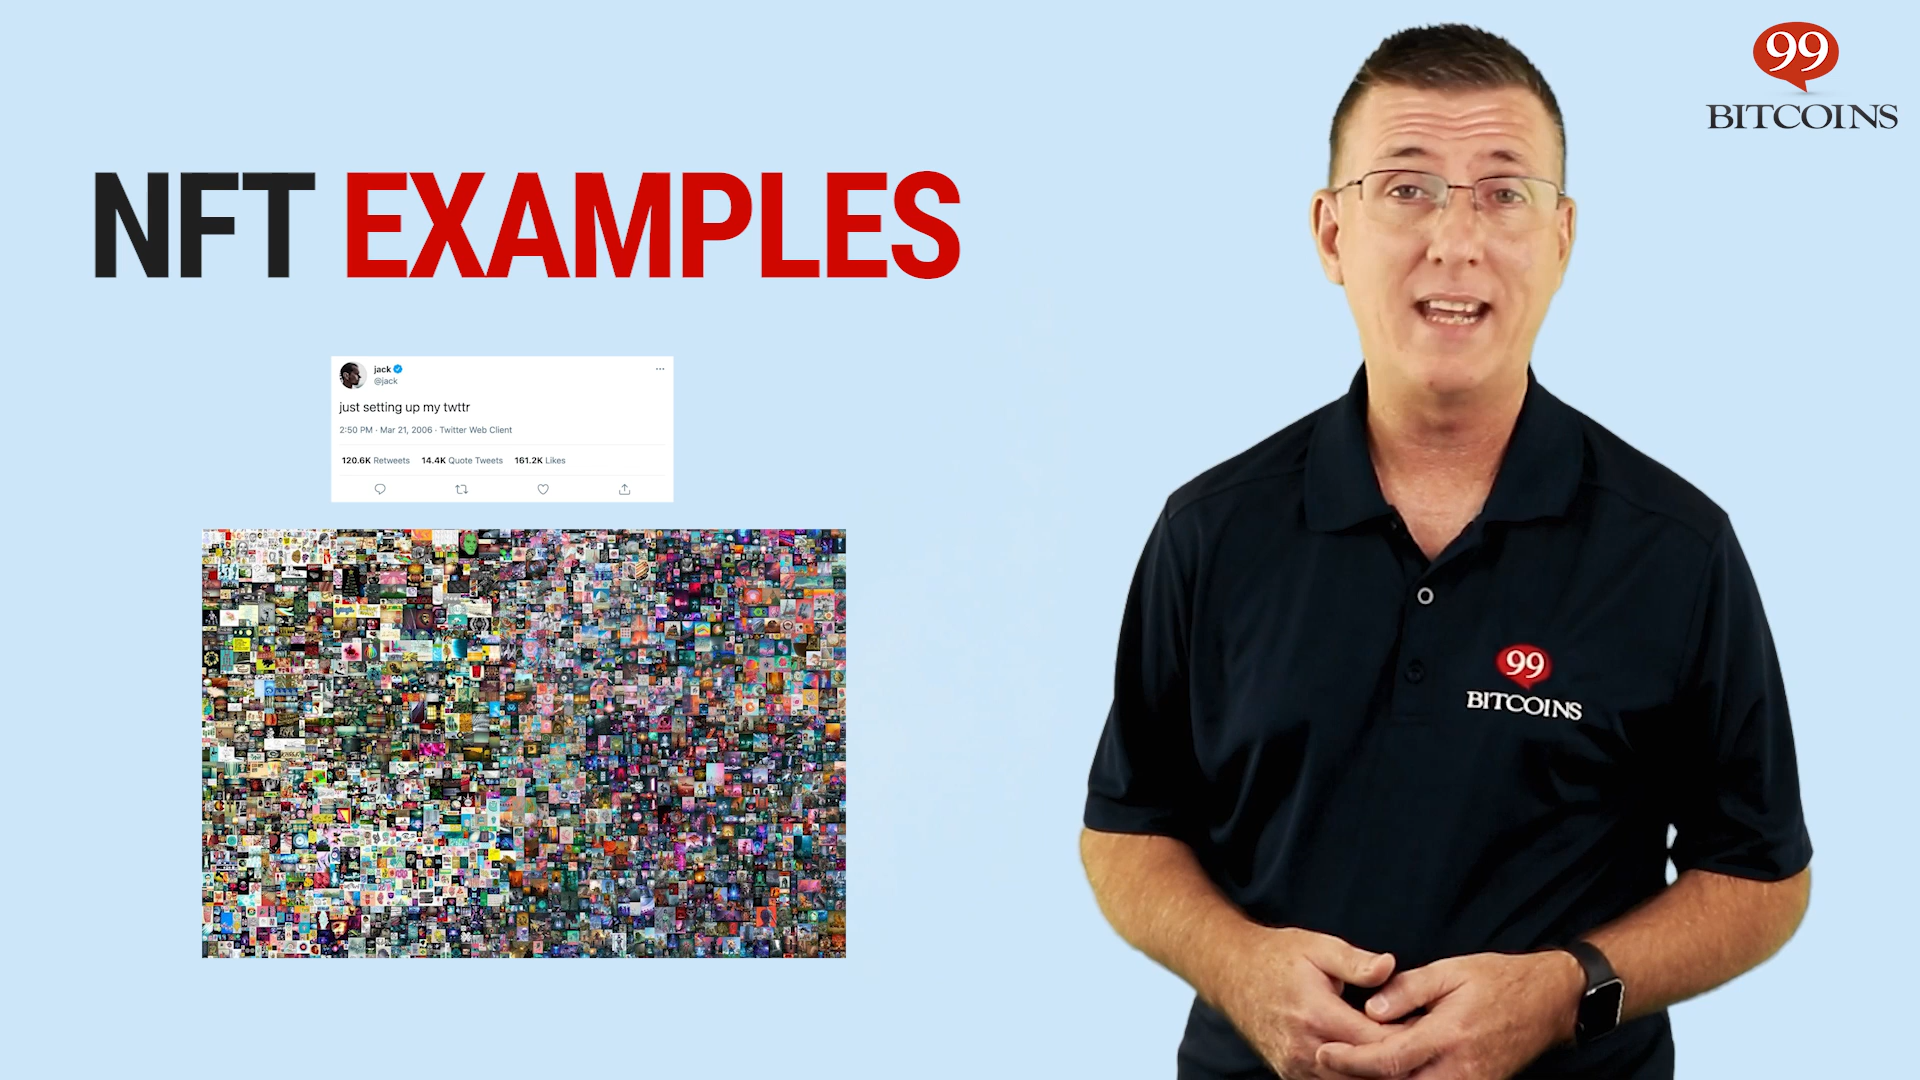 99
BITCOINS
NFT EXAMPLES
jack
@jack
just setting up my twttr
2:50 PM · Mar 21, 2006 · Twitter Web Client
120.6K Retweets 14.4K Quote Tweets 161.2K Likes
99
BITCOINS